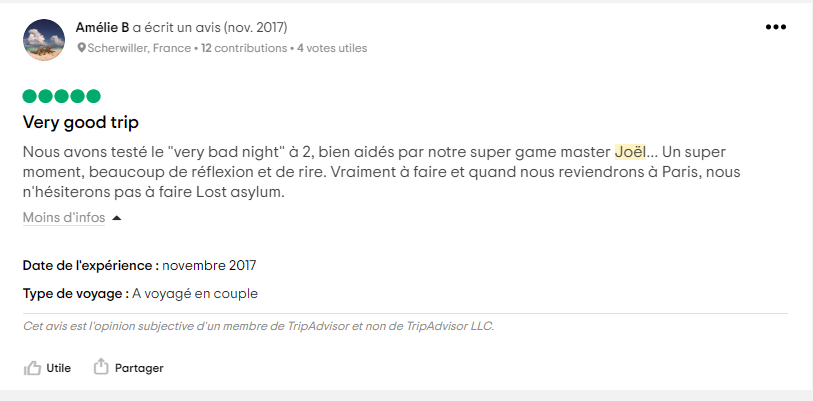 Amélie B a écrit un avis (nov. 2017)
Scherwiller, France • 12 contributions • 4 votes utiles
Very good trip
Nous avons testé le "very bad night" à 2, bien aidés par notre super game master Joël... Un super
moment, beaucoup de réflexion et de rire. Vraiment à faire et quand nous reviendrons à Paris, nous
n'hésiterons pas à faire Lost asylum.
Moins d'infos
Date de l'expérience : novembre 2017
Type de voyage : A voyagé en couple
Cet avis est l'opinion subjective d'un membre de TripAdvisor et non de TripAdvisor LLC.
Utile Partager